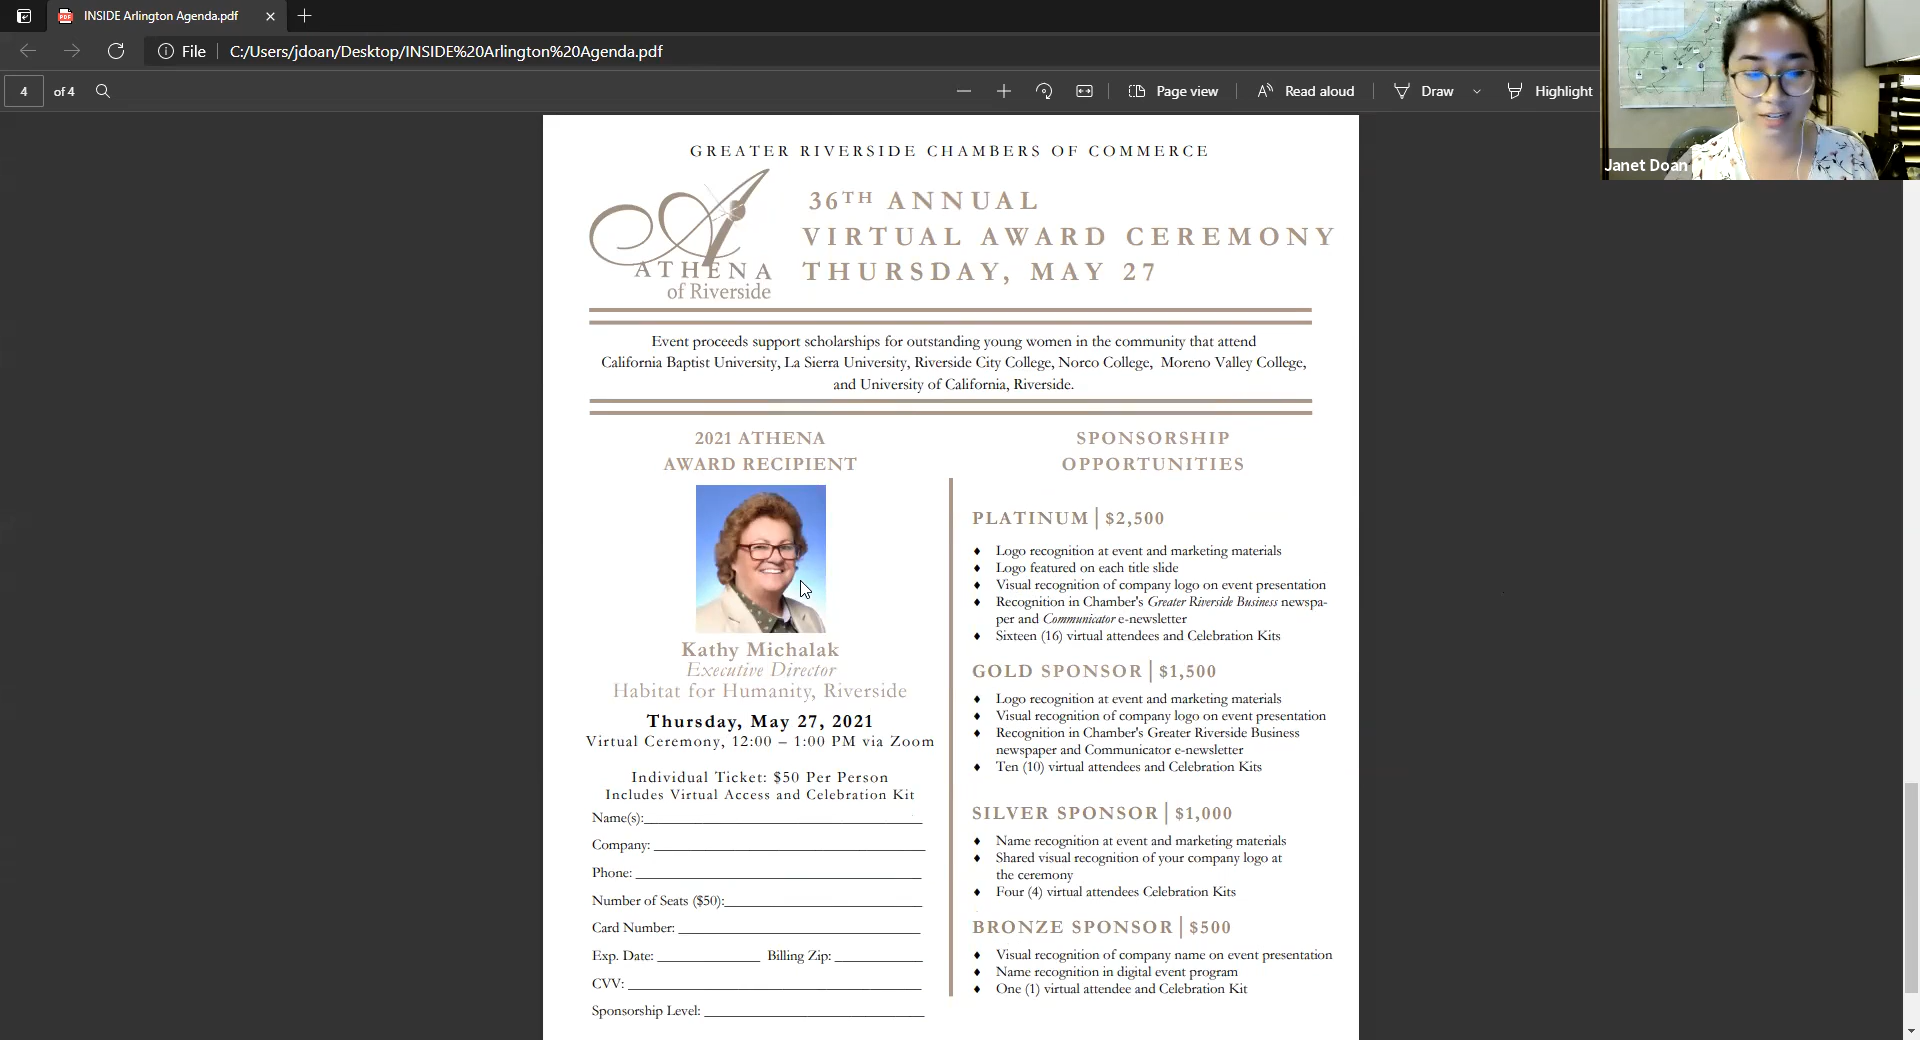 INSIDE Arlington Agenda.pdf
File
C:/Users/jdoan/Desktop/INSIDE%20Arlington%20Agenda.pdf
4 of 4
Page view
Read aloud
Draw
Highlight
Janet Doan
GREATER RIVERSIDE CHAMBERS OF COMMERCE
ATHENA
of Riverside
36TH ANNUAL
VIRTUAL AWARD CEREMONY
THURSDAY, MAY 27
Event proceeds support scholarships for outstanding young women in the community that attend
California Baptist University, La Sierra University, Riverside City College, Norco College, Moreno Valley College,
and University of California, Riverside.
2021 ATHENA
AWARD RECIPIENT
Kathy Michalak
Executive Director
Habitat for Humanity, Riverside
Thursday, May 27, 2021
Virtual Ceremony, 12:00 – 1:00 PM via Zoom
Individual Ticket: $50 Per Person
Includes Virtual Access and Celebration Kit
Name(s):
Company:
Phone:
Number of Seats ($50):
Card Number:
Exp. Date: Billing Zip:
CVV:
Sponsorship Level:
SPONSORSHIP
OPPORTUNITIES
PLATINUM | $2,500
♦ Logo recognition at event and marketing materials
♦ Logo featured on each title slide
♦ Visual recognition of company logo on event presentation
♦ Recognition in Chamber's Greater Riverside Business newspa-
per and Communicator e-newsletter
♦ Sixteen (16) virtual attendees and Celebration Kits
GOLD SPONSOR | $1,500
♦ Logo recognition at event and marketing materials
♦ Visual recognition of company logo on event presentation
♦ Recognition in Chamber's Greater Riverside Business
newspaper and Communicator e-newsletter
♦ Ten (10) virtual attendees and Celebration Kits
SILVER SPONSOR | $1,000
♦ Name recognition at event and marketing materials
♦ Shared visual recognition of your company logo at
the ceremony
♦ Four (4) virtual attendees Celebration Kits
BRONZE SPONSOR | $500
♦ Visual recognition of company name on event presentation
♦ Name recognition in digital event program
♦ One (1) virtual attendee and Celebration Kit